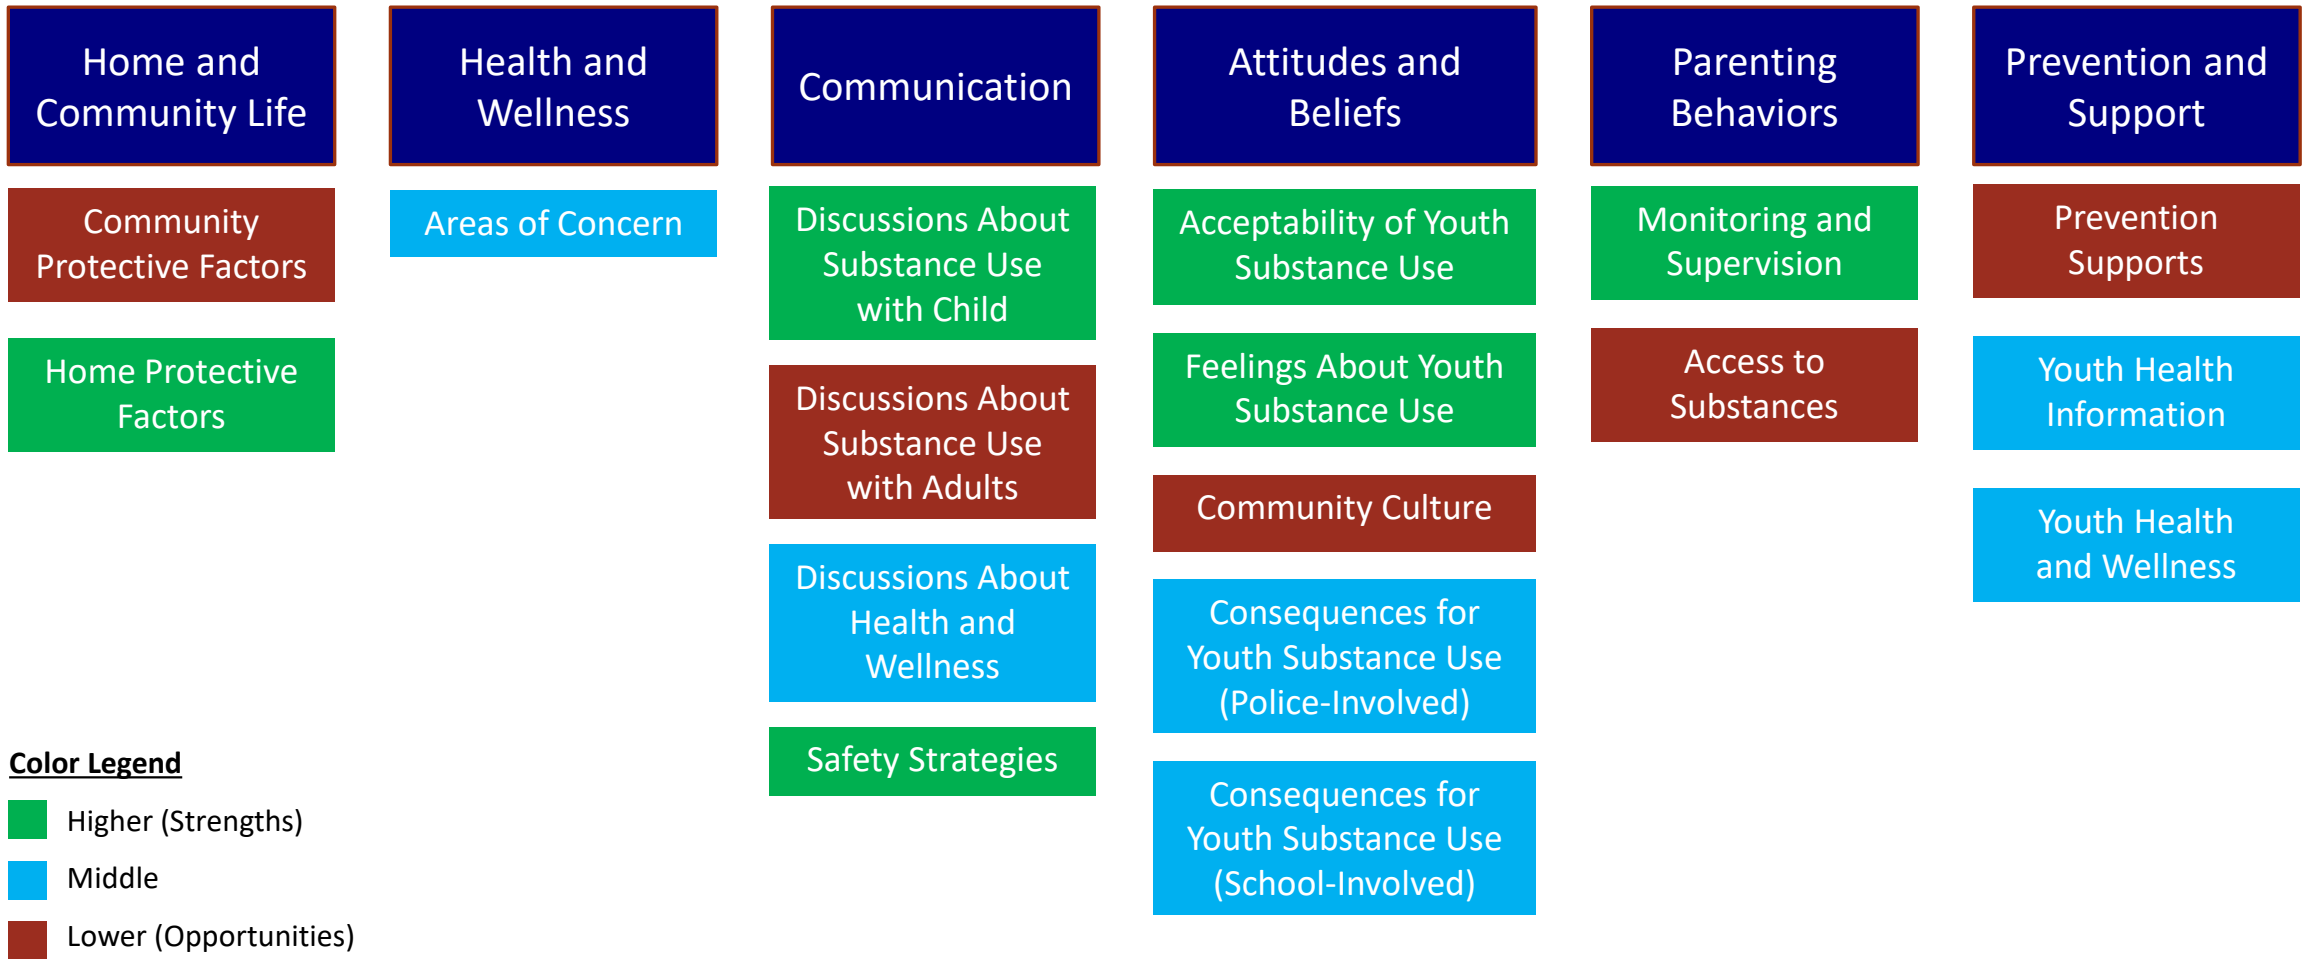 Home and
Community Life
Community
Protective Factors
Home Protective
Factors
Health and
Wellness
Areas of Concern
Communication
Discussions About
Substance Use
with Child
Discussions About
Substance Use
with Adults
Discussions About
Health and
Wellness
Safety Strategies
Attitudes and
Beliefs
Acceptability of Youth
Substance Use
Feelings About Youth
Substance Use
Community Culture
Consequences for
Youth Substance Use
(Police-Involved)
Consequences for
Youth Substance Use
(School-Involved)
Parenting
Behaviors
Monitoring and
Supervision
Access to
Substances
Prevention and
Support
Prevention
Supports
Youth Health
Information
Youth Health
and Wellness
Color Legend
Higher (Strengths)
Middle
Lower (Opportunities)